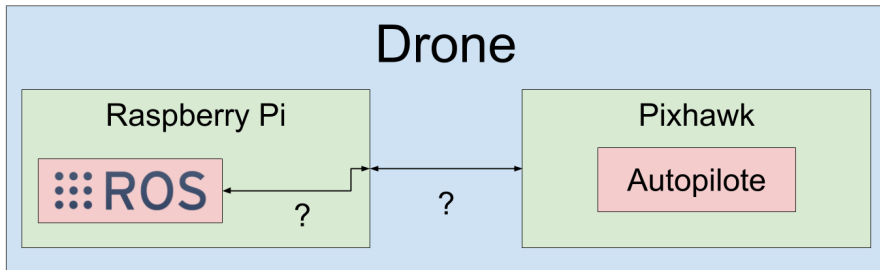 Drone
Raspberry Pi
Pixhawk
ROS
Autopilote
?
?